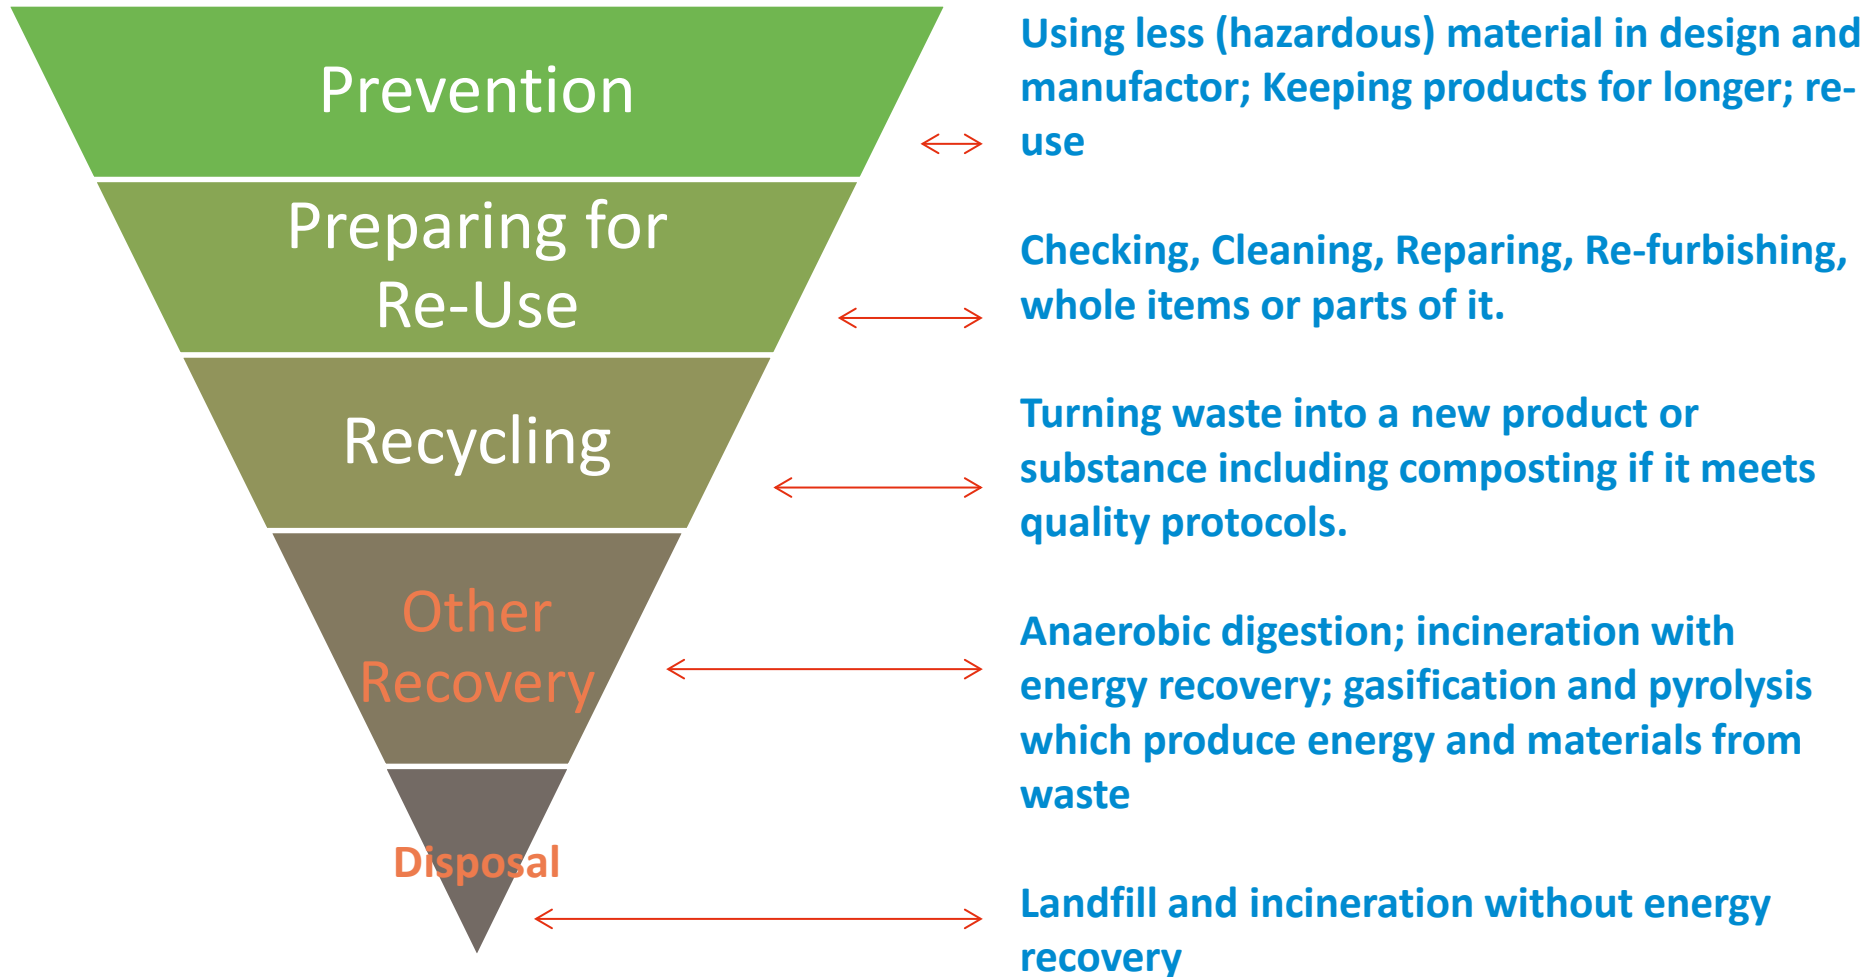 Prevention
Using less (hazardous) material in design and
manufactor; Keeping products for longer; re-
use
Preparing for
Re-Use
Checking, Cleaning, Reparing, Re-furbishing,
whole items or parts of it.
Recycling
Turning waste into a new product or
substance including composting if it meets
quality protocols.
Other
Recovery
Anaerobic digestion; incineration with
energy recovery; gasification and pyrolysis
which produce energy and materials from
waste
Disposal
Landfill and incineration without energy
recovery